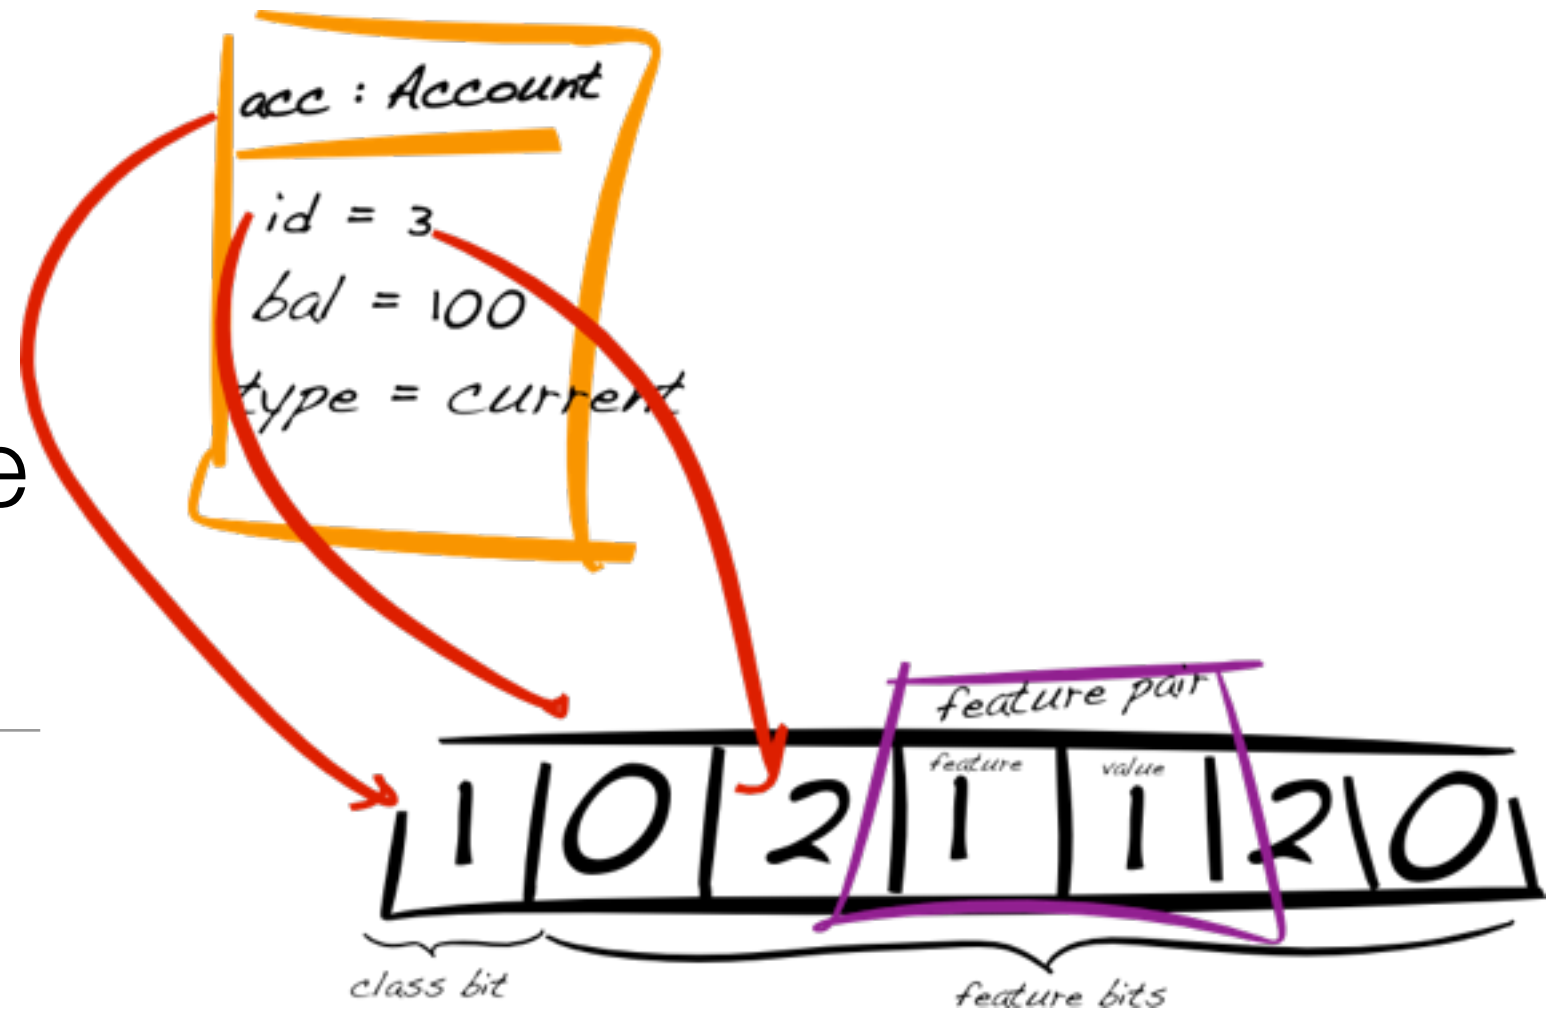 acc : Account
id = 3
bal = 100
type = current
e
feature pair
feature value
1 0 2 1 1 2 0
class bit
feature bits